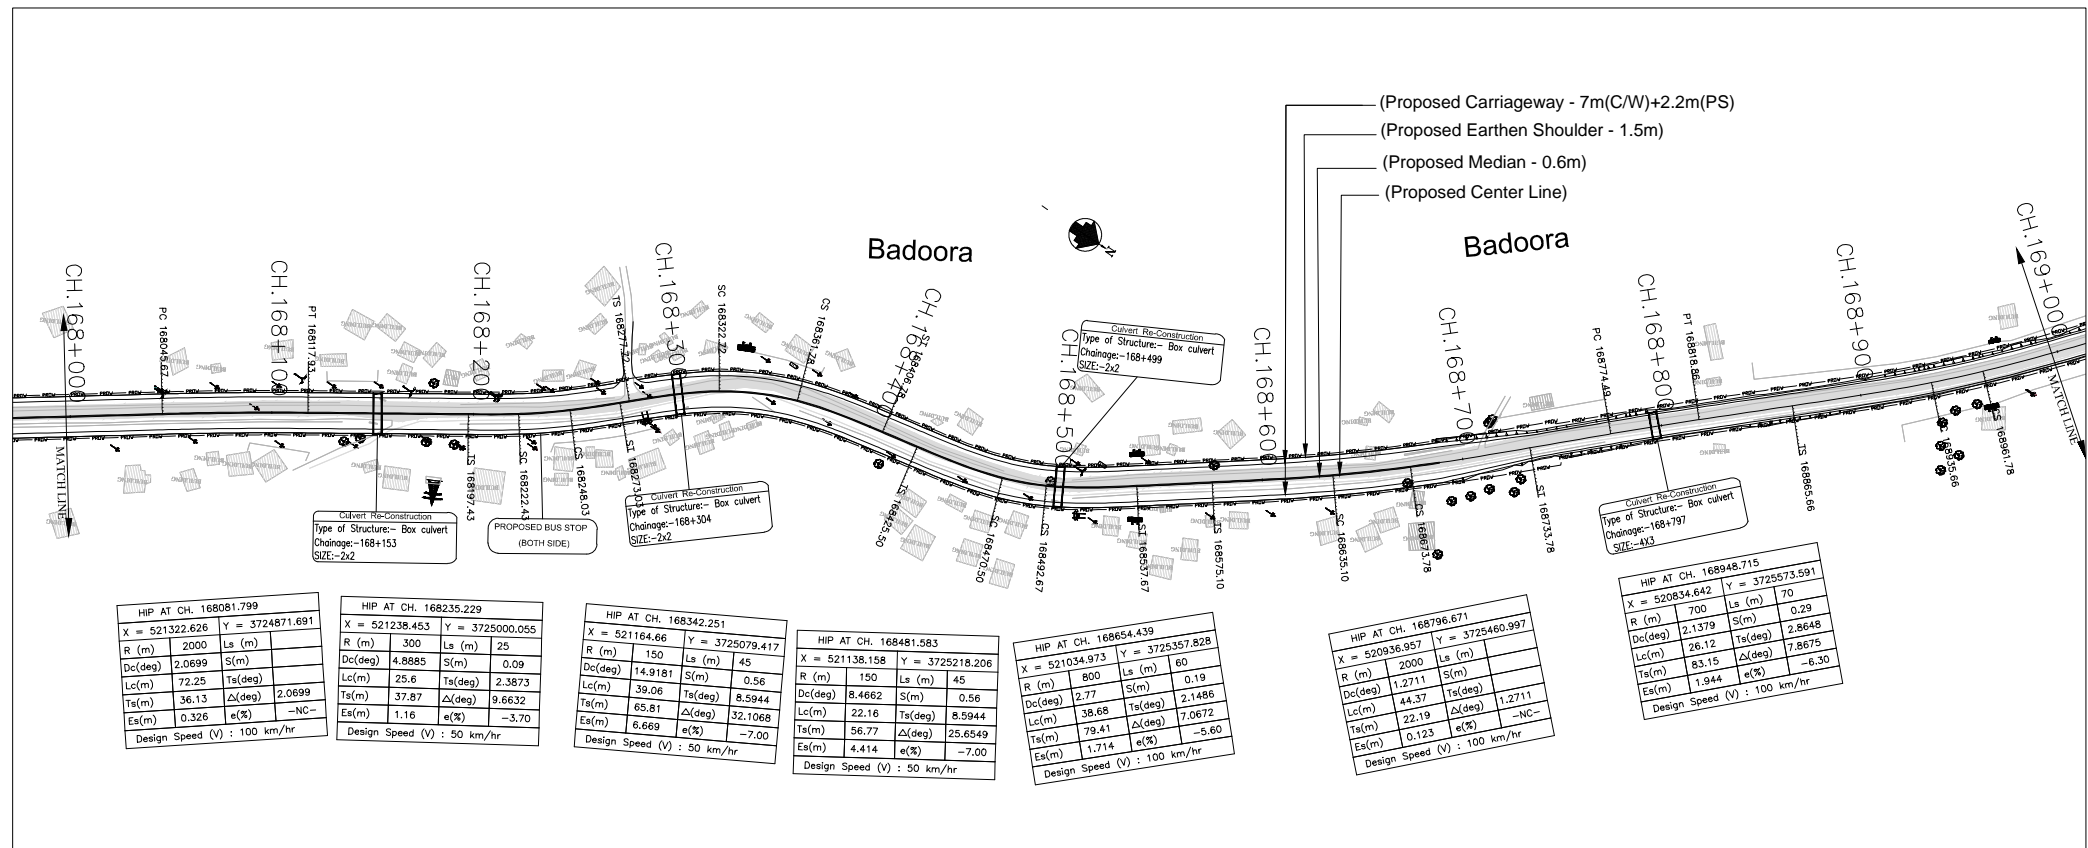 (Proposed Carriageway - 7m(C/W)+2.2m(PS)
(Proposed Earthen Shoulder - 1.5m)
(Proposed Median - 0.6m)
(Proposed Center Line)
Badoora
Badoora
N
CH.168+000
CH.168+100
CH.168+200
CH.168+300
CH.168+400
CH.168+500
CH.168+600
CH.168+700
CH.168+800
CH.168+900
CH.169+000
MATCH LINE
MATCH LINE
PC 168045.67
PT 168117.93
TS 168197.43
SC 168222.43
CS 168248.03
ST 168273.03
TS 168277.72
SC 168322.72
CS 168361.78
ST 168406.78
TS 168425.50
SC 168470.50
CS 168492.67
ST 168537.67
TS 168575.10
SC 168635.10
CS 168673.78
ST 168733.78
PC 168774.49
PT 168818.86
TS 168865.66
168935.66
CS 168961.78
Culvert Re-Construction
Type of Structure:- Box culvert
Chainage:-168+153
SIZE:-2x2
PROPOSED BUS STOP
(BOTH SIDE)
Culvert Re-Construction
Type of Structure:- Box culvert
Chainage:-168+304
SIZE:-2x2
Culvert Re-Construction
Type of Structure:- Box culvert
Chainage:-168+499
SIZE:-2x2
Culvert Re-Construction
Type of Structure:- Box culvert
Chainage:-168+797
SIZE:-4X3
HIP AT CH. 168081.799
X = 521322.626 Y = 3724871.691
R (m) 2000 Ls (m)
Dc(deg) 2.0699 S(m)
Lc(m) 72.25 Ts(deg)
Ts(m) 36.13 △(deg) 2.0699
Es(m) 0.326 e(%) -NC-
Design Speed (V) : 100 km/hr
HIP AT CH. 168235.229
X = 521238.453 Y = 3725000.055
R (m) 300 Ls (m) 25
Dc(deg) 4.8885 S(m) 0.09
Lc(m) 25.6 Ts(deg) 2.3873
Ts(m) 37.87 △(deg) 9.6632
Es(m) 1.16 e(%) -3.70
Design Speed (V) : 50 km/hr
HIP AT CH. 168342.251
X = 521164.66 Y = 3725079.417
R (m) 150 Ls (m) 45
Dc(deg) 14.9181 S(m) 0.56
Lc(m) 39.06 Ts(deg) 8.5944
Ts(m) 65.81 △(deg) 32.1068
Es(m) 6.669 e(%) -7.00
Design Speed (V) : 50 km/hr
HIP AT CH. 168481.583
X = 521138.158 Y = 3725218.206
R (m) 150 Ls (m) 45
Dc(deg) 8.4662 S(m) 0.56
Lc(m) 22.16 Ts(deg) 8.5944
Ts(m) 56.77 △(deg) 25.6549
Es(m) 4.414 e(%) -7.00
Design Speed (V) : 50 km/hr
HIP AT CH. 168654.439
X = 521034.973 Y = 3725357.828
R (m) 800 Ls (m) 60
Dc(deg) 2.77 S(m) 0.19
Lc(m) 38.68 Ts(deg) 2.1486
Ts(m) 79.41 △(deg) 7.0672
Es(m) 1.714 e(%) -5.60
Design Speed (V) : 100 km/hr
HIP AT CH. 168796.671
X = 520936.957 Y = 3725460.997
R (m) 2000 Ls (m)
Dc(deg) 1.2711 S(m)
Lc(m) 44.37 Ts(deg)
Ts(m) 22.19 △(deg) 1.2711
Es(m) 0.123 e(%) -NC-
Design Speed (V) : 100 km/hr
HIP AT CH. 168948.715
X = 520834.642 Y = 3725573.591
R (m) 700 Ls (m) 70
Dc(deg) 2.1379 S(m) 0.29
Lc(m) 26.12 Ts(deg) 2.8648
Ts(m) 83.15 △(deg) 7.8675
Es(m) 1.944 e(%) -6.30
Design Speed (V) : 100 km/hr